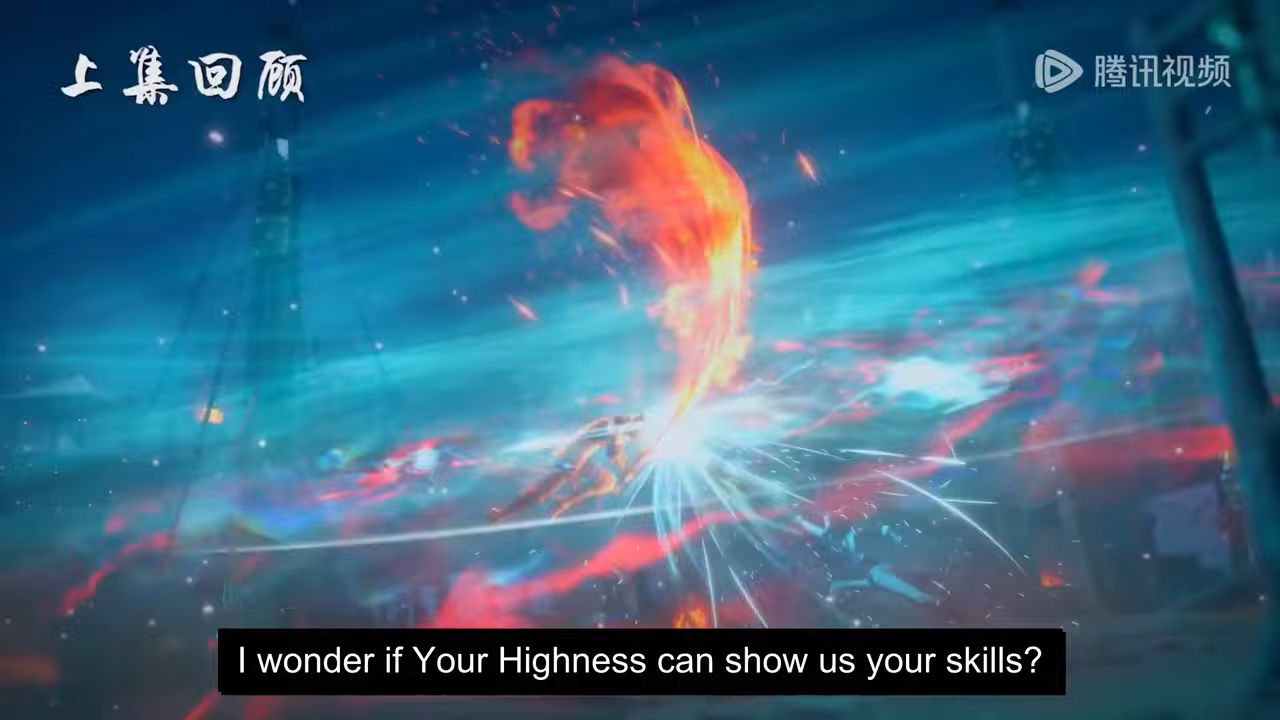 上集回顾
腾讯视频
I wonder if Your Highness can show us your skills?